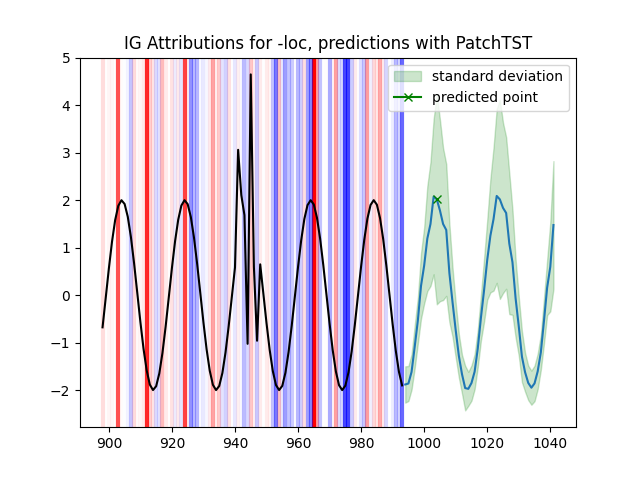 IG Attributions for -loc, predictions with PatchTST
standard deviation
predicted point
5
4
3
2
1
0
−1
−2
900 920 940 960 980 1000 1020 1040